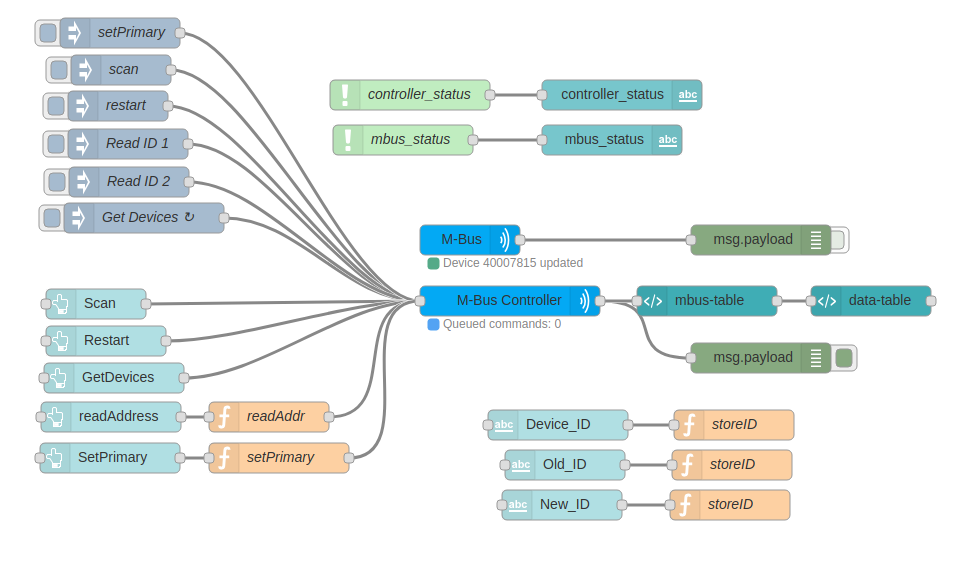 setPrimary
scan
restart
Read ID 1
Read ID 2
Get Devices ↻
controller_status
controller_status
abc
mbus_status
mbus_status
abc
M-Bus
Device 40007815 updated
msg.payload
Scan
Restart
GetDevices
readAddress
readAddr
SetPrimary
setPrimary
M-Bus Controller
Queued commands: 0
mbus-table
data-table
msg.payload
abc
Device_ID
storeID
abc
Old_ID
storeID
abc
New_ID
storeID